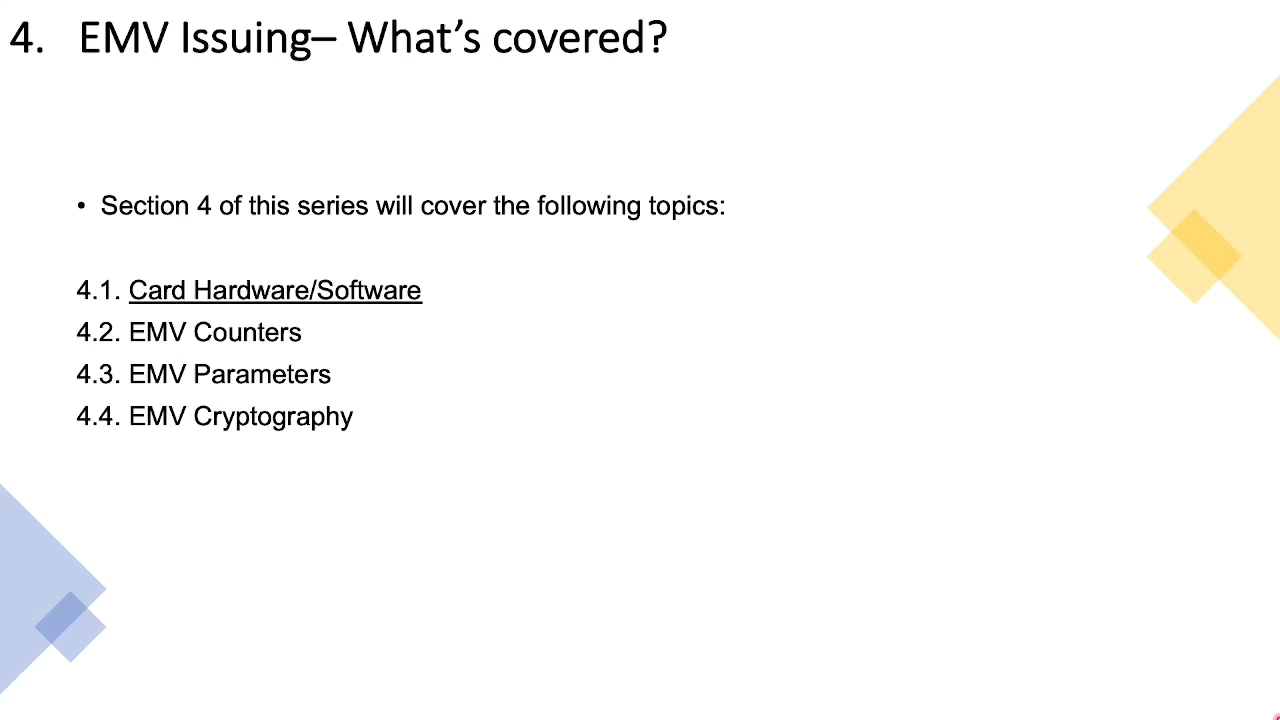 4. EMV Issuing– What's covered?
• Section 4 of this series will cover the following topics:
4.1. Card Hardware/Software
4.2. EMV Counters
4.3. EMV Parameters
4.4. EMV Cryptography